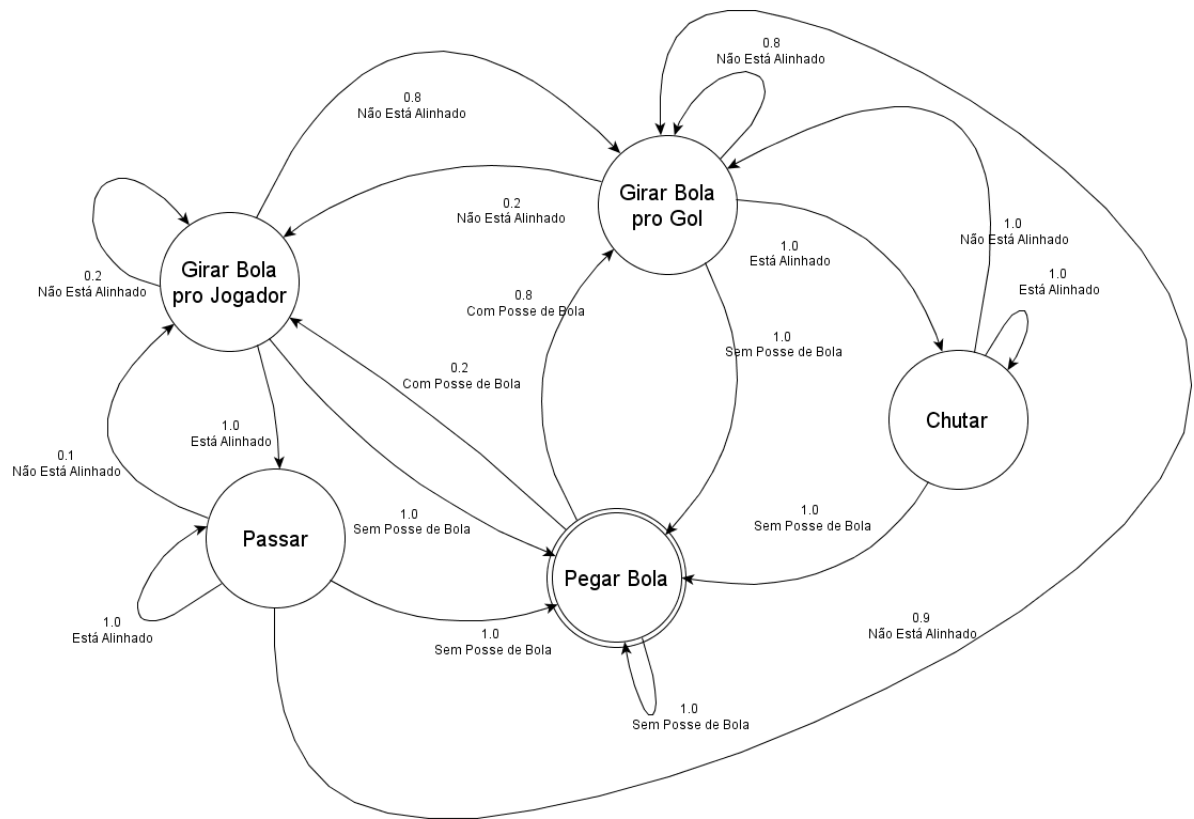 0.8
Não Está Alinhado
0.8
Não Está Alinhado
Girar Bola
pro Gol
0.2
Não Está Alinhado
1.0
Não Está Alinhado
1.0
Está Alinhado
1.0
Está Alinhado
Girar Bola
pro Jogador
0.2
Não Está Alinhado
0.8
Com Posse de Bola
1.0
Sem Posse de Bola
0.2
Com Posse de Bola
Chutar
1.0
Está Alinhado
0.1
Não Está Alinhado
1.0
Sem Posse de Bola
1.0
Sem Posse de Bola
Passar
Pegar Bola
1.0
Está Alinhado
1.0
Sem Posse de Bola
0.9
Não Está Alinhado
1.0
Sem Posse de Bola